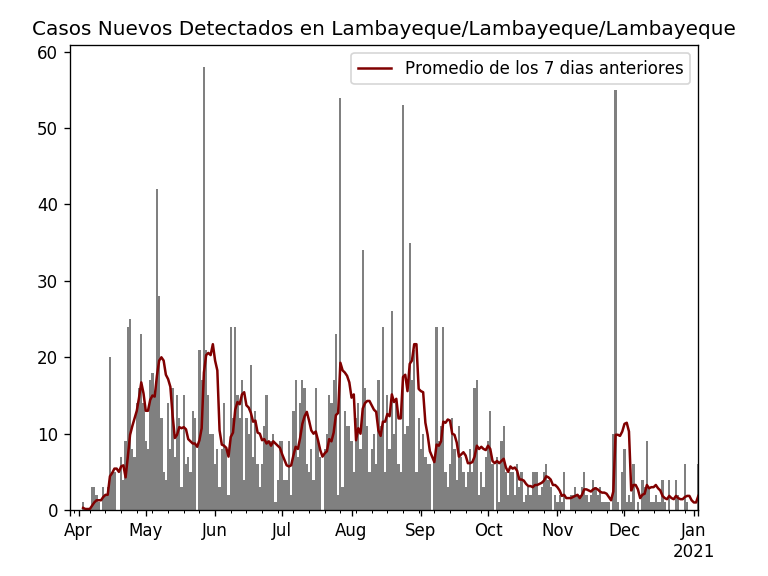 Casos Nuevos Detectados en Lambayeque/Lambayeque/Lambayeque
Promedio de los 7 dias anteriores
60
50
40
30
20
10
0
Apr May Jun Jul Aug Sep Oct Nov Dec Jan
2021